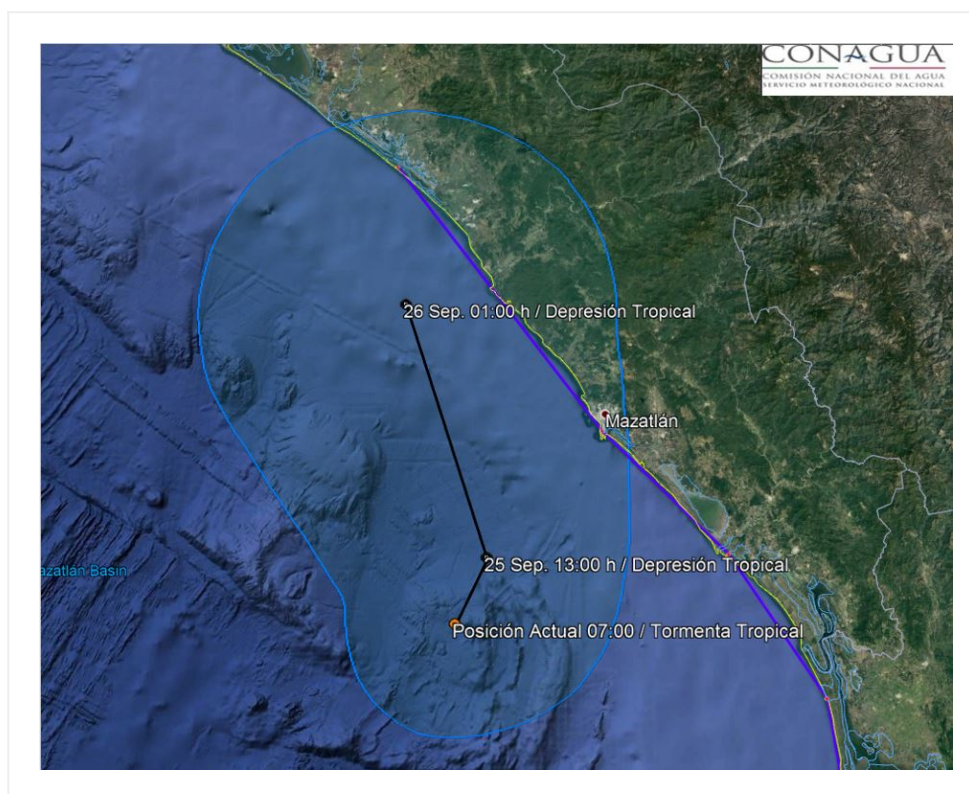 CONAGUA
COMISIÓN NACIONAL DEL AGUA
SERVICIO METEOROLÓGICO NACIONAL
26 Sep. 01:00 h / Depresión Tropical
Mazatlán
25 Sep. 13:00 h / Depresión Tropical
azatlán Basin
Posición Actual 07:00 / Tormenta Tropical